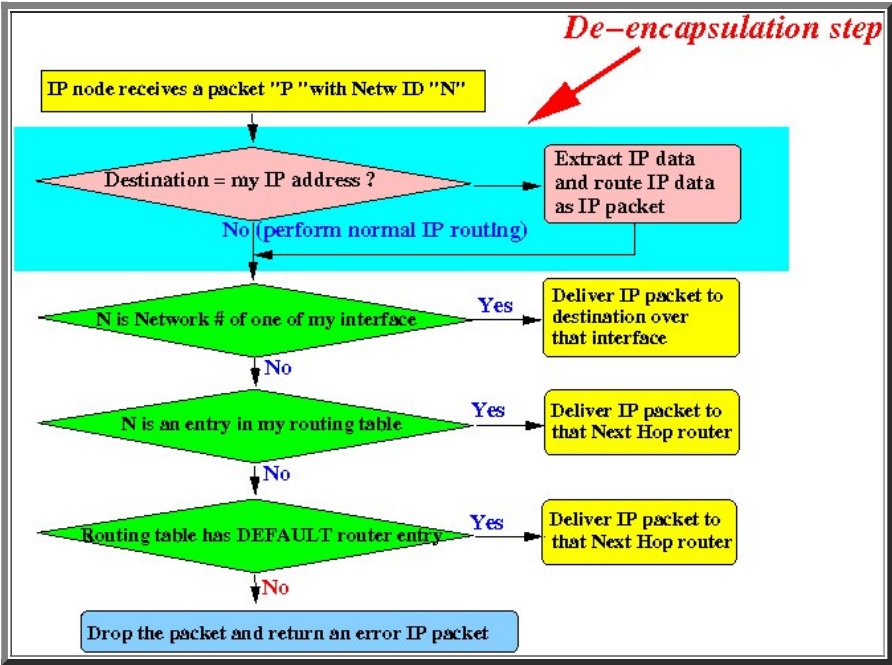 De-encapsulation step
IP node receives a packet "P "with Netw ID "N"
Destination = my IP address ?
Extract IP data
and route IP data
as IP packet
No (perform normal IP routing)
N is Network # of one of my interface
Yes
Deliver IP packet to
destination over
that interface
No
N is an entry in my routing table
Yes
Deliver IP packet to
that Next Hop router
No
Routing table has DEFAULT router entry
Yes
Deliver IP packet to
that Next Hop router
No
Drop the packet and return an error IP packet